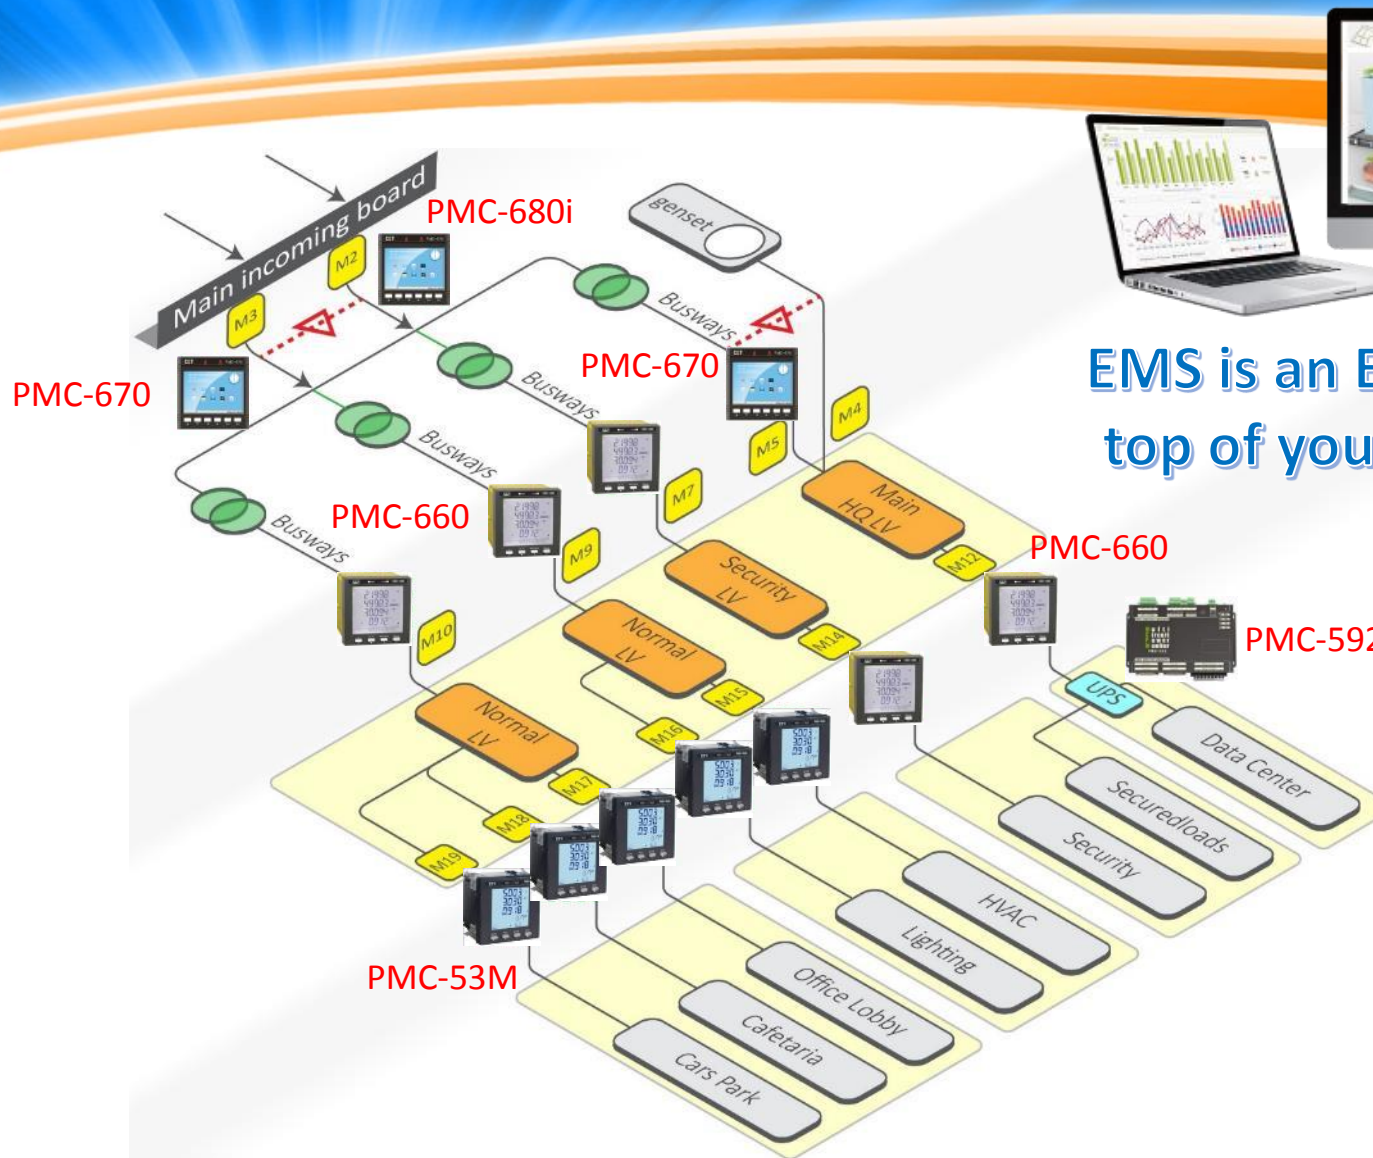 PMC-680i
genset
Main incoming board
M2
M3
PMC-670
Busways
PMC-670
Busways
Busways
Busways
M4
M5
EMS is an E
top of you
M7
M9
M10
PMC-660
Main
HQ LV
M12
PMC-660
Security
LV
M14
PMC-592
Normal
LV
M15
M16
UPS
Normal
LV
M17
M18
M19
Data Center
Securedloads
Security
HVAC
Lighting
PMC-53M
Office Lobby
Cafetaria
Cars Park